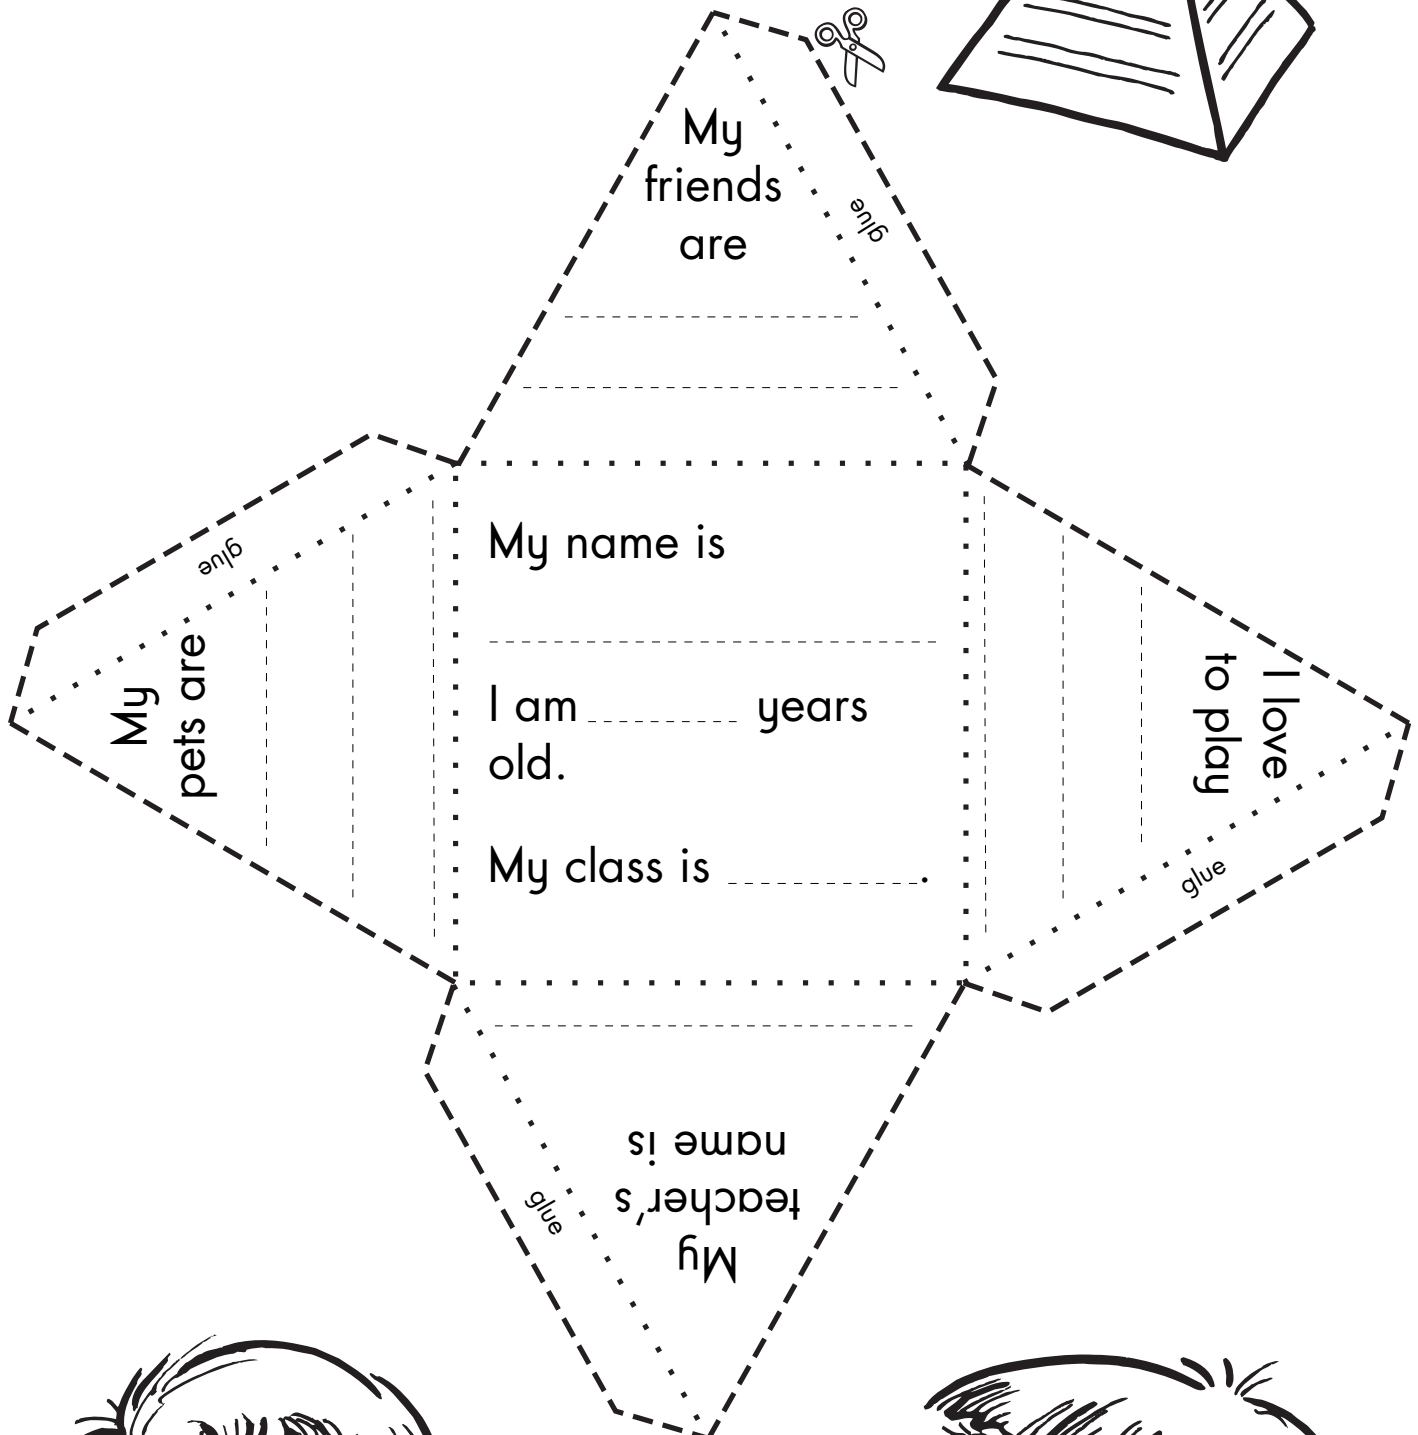 My
friends
are
glue
glue
My
pets are
My name is
I am years
old.
My class is .
I love
to play
glue
My
teacher's
name is
glue